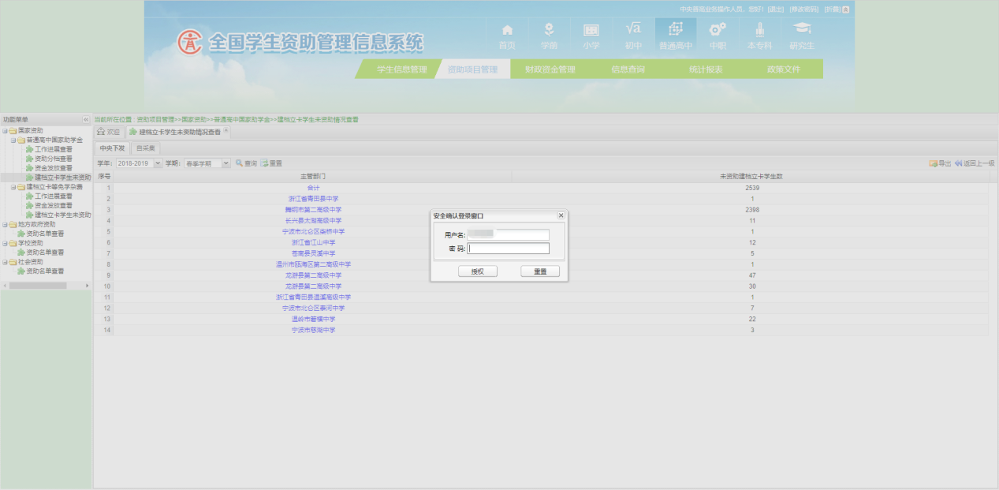 中央普高业务操作人员，您好! [退出] [修改密码] [折叠]
全国学生资助管理信息系统
首页 学前 小学 初中 普通高中 中职 本专科 研究生
学生信息管理 资助项目管理 财政资金管理 信息查询 统计报表 政策文件
功能菜单
当前所在位置：资助项目管理>>国家资助>>普通高中国家助学金>>建档立卡学生未资助情况查看
国家资助
欢迎 建档立卡学生未资助情况查看
普通高中国家助学金
工作进展查看
中央下发 自采集
资助分档查看
资金发放查看
学年: 2018-2019 学期: 春季学期 查询 重置 导出 返回上一级
建档立卡学生未资助
序号 主管部门 未资助建档立卡学生数
建档立卡等免学杂费
工作进展查看
资金发放查看
建档立卡学生未资助
地方政府资助
资助名单查看
学校资助
资助名单查看
社会资助
资助名单查看
1 合计 2539
2 浙江省青田县中学 1
3 市第二高级中学 2398
4 长兴县太湖高级中学 11
5 宁波市北仑区柴桥中学 1
6 浙江省江山中学 12
7 苍南县灵溪中学 5
8 温州市瓯海区第二高级中学 1
9 龙游县第二高级中学 47
10 龙游县第二高级中学 30
11 浙江省青田县温溪高级中学 1
12 宁波市北仑区泰河中学 7
13 温岭市箬横中学 22
14 宁波市慈湖中学 3
安全确认登录窗口
用户名:
密 码:
授权 重置